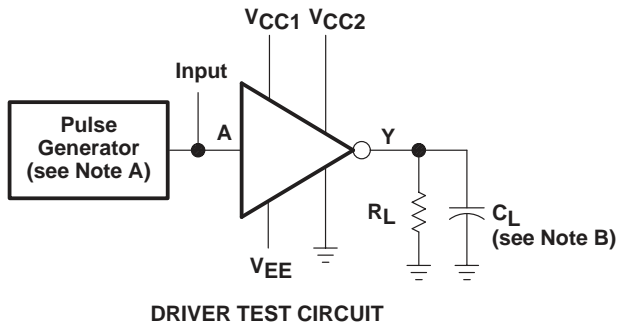 VCC1 VCC2
Input
Pulse
Generator
(see Note A)
A
Y
RL
CL
(see Note B)
VEE
DRIVER TEST CIRCUIT